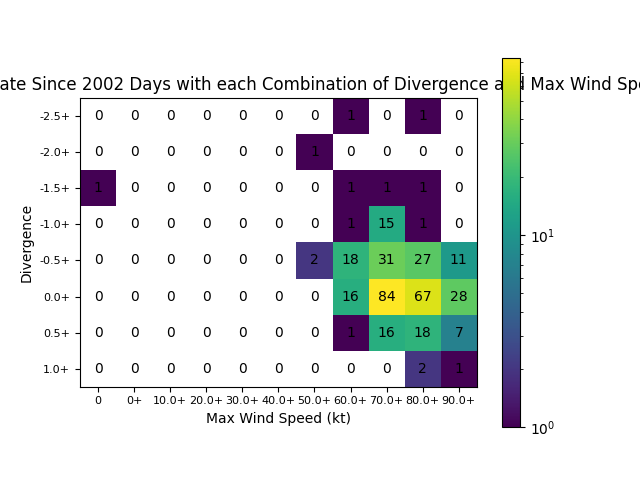 ate Since 2002 Days with each Combination of Divergence and Max Wind Spe
-2.5+ 0 0 0 0 0 0 0 1 0 1 0
-2.0+ 0 0 0 0 0 0 1 0 0 0 0
-1.5+ 1 0 0 0 0 0 0 1 1 1 0
-1.0+ 0 0 0 0 0 0 0 1 15 1 0
-0.5+ 0 0 0 0 0 0 2 18 31 27 11
0.0+ 0 0 0 0 0 0 0 16 84 67 28
0.5+ 0 0 0 0 0 0 0 1 16 18 7
1.0+ 0 0 0 0 0 0 0 0 0 2 1
0 0+ 10.0+ 20.0+ 30.0+ 40.0+ 50.0+ 60.0+ 70.0+ 80.0+ 90.0+
Max Wind Speed (kt)
Divergence
10¹
10⁰